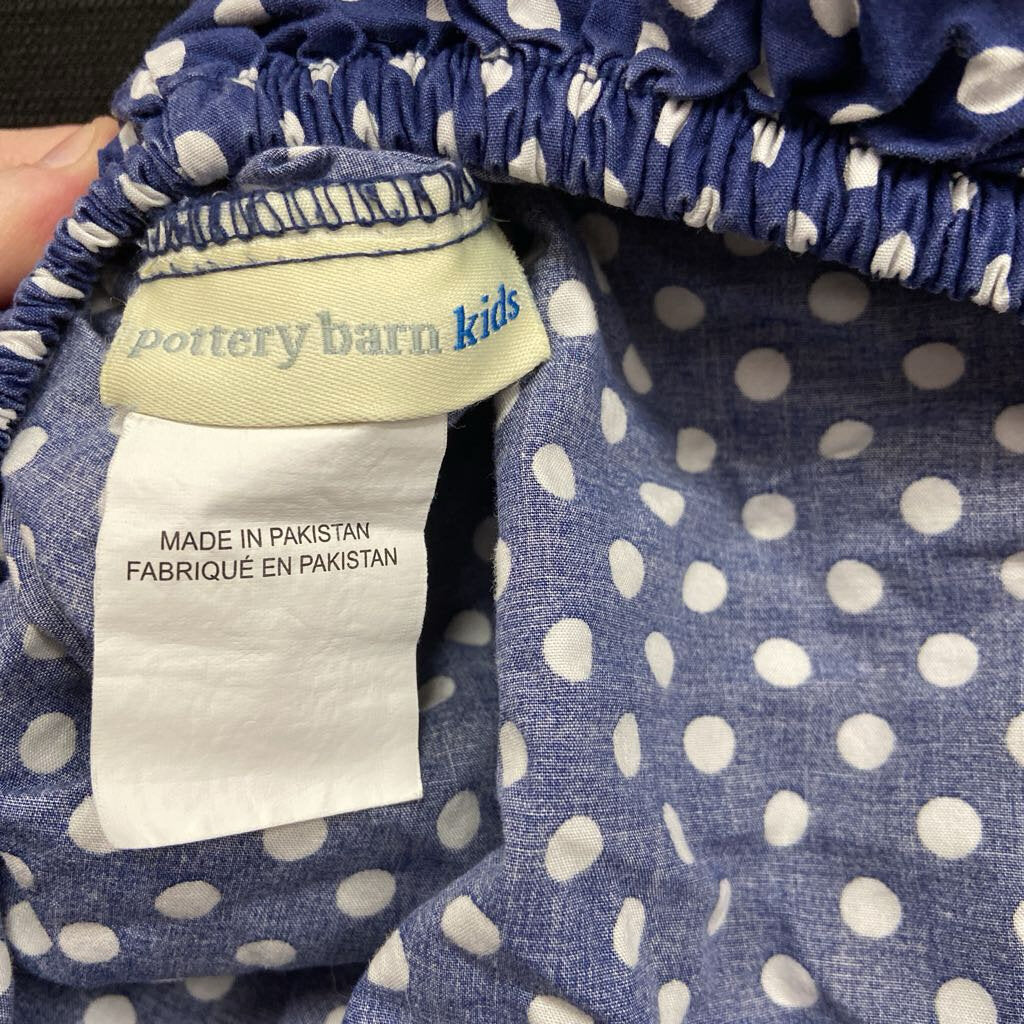 pottery barn kids
MADE IN PAKISTAN
FABRIQUÉ EN PAKISTAN